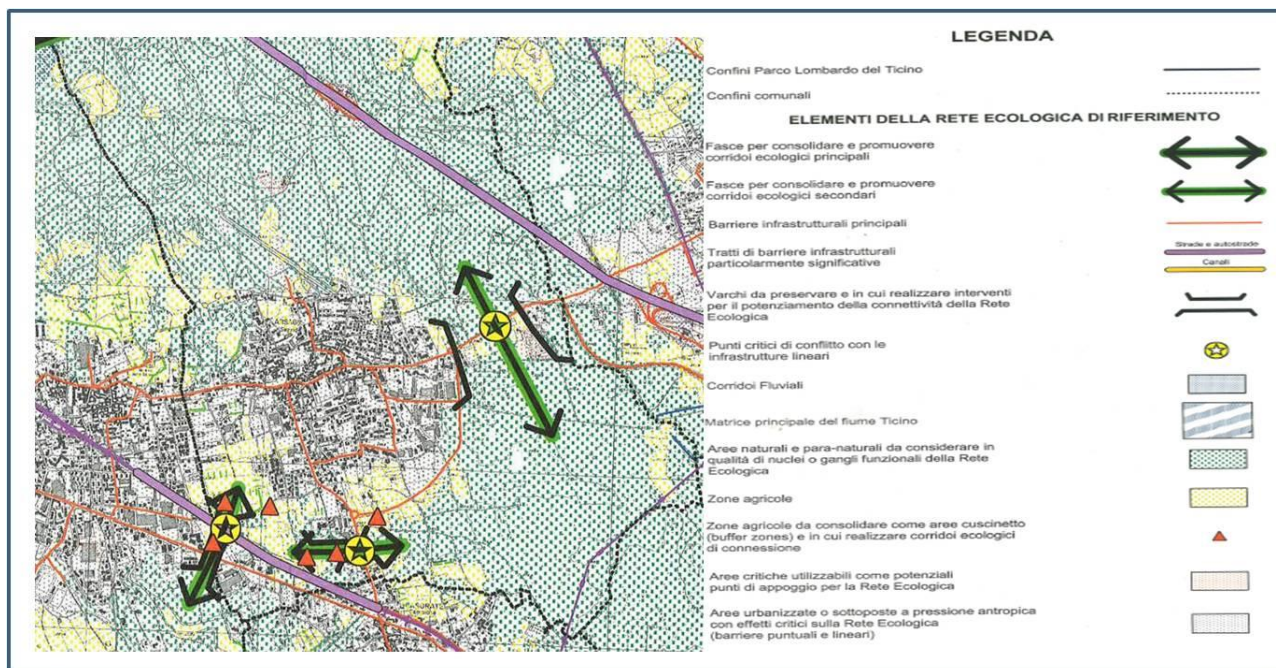 LEGENDA
Confini Parco Lombardo del Ticino
Confini comunali
ELEMENTI DELLA RETE ECOLOGICA DI RIFERIMENTO
Fasce per consolidare e promuovere
corridoi ecologici principali
Fasce per consolidare e promuovere
corridoi ecologici secondari
Barriere infrastrutturali principali
Tratti di barriere infrastrutturali
particolarmente significative
Strade e autostrade
Canali
Varchi da preservare e in cui realizzare interventi
per il potenziamento della connettività della Rete
Ecologica
Punti critici di conflitto con le
infrastrutture lineari
Corridoi Fluviali
Matrice principale del fiume Ticino
Aree naturali e para-naturali da considerare in
qualità di nuclei o gangli funzionali della Rete
Ecologica
Zone agricole
Zone agricole da consolidare come aree cuscinetto
(buffer zones) e in cui realizzare corridoi ecologici
di connessione
Aree critiche utilizzabili come potenziali
punti di appoggio per la Rete Ecologica
Aree urbanizzate o sottoposte a pressione antropica
con effetti critici sulla Rete Ecologica
(barriere puntuali e lineari)